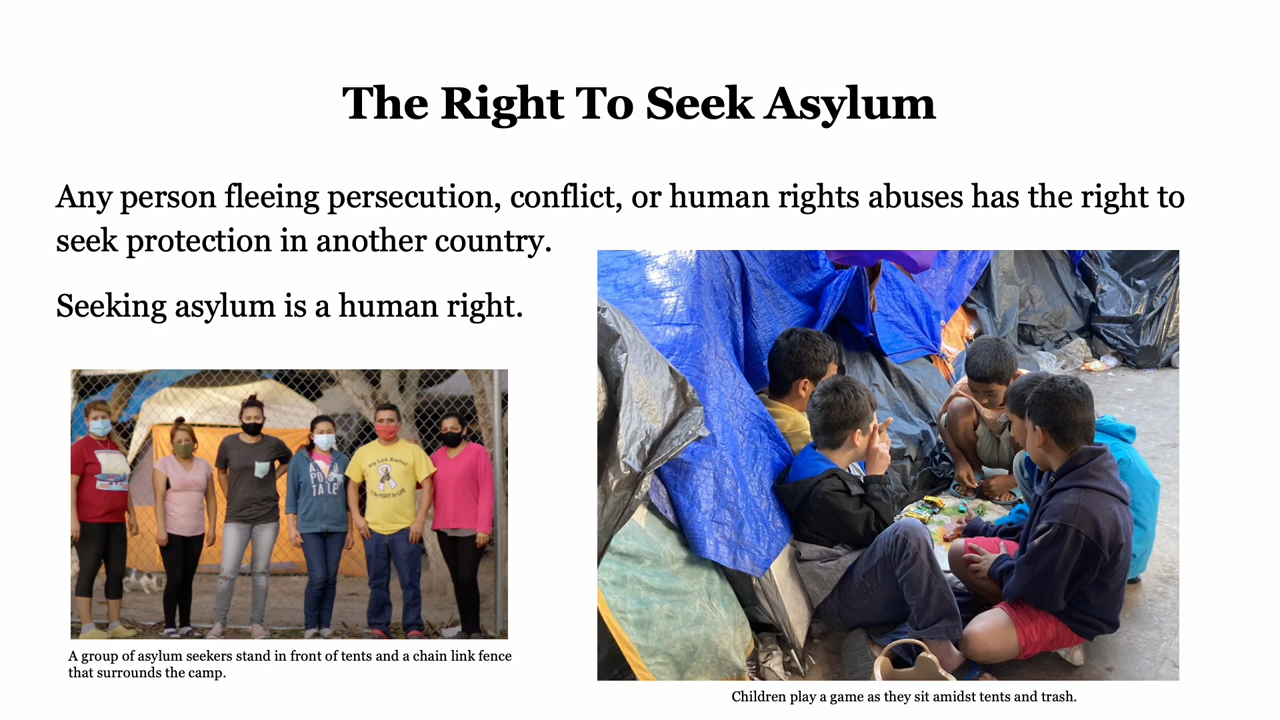 The Right To Seek Asylum
Any person fleeing persecution, conflict, or human rights abuses has the right to
seek protection in another country.
Seeking asylum is a human right.
A group of asylum seekers stand in front of tents and a chain link fence
that surrounds the camp.
Children play a game as they sit amidst tents and trash.